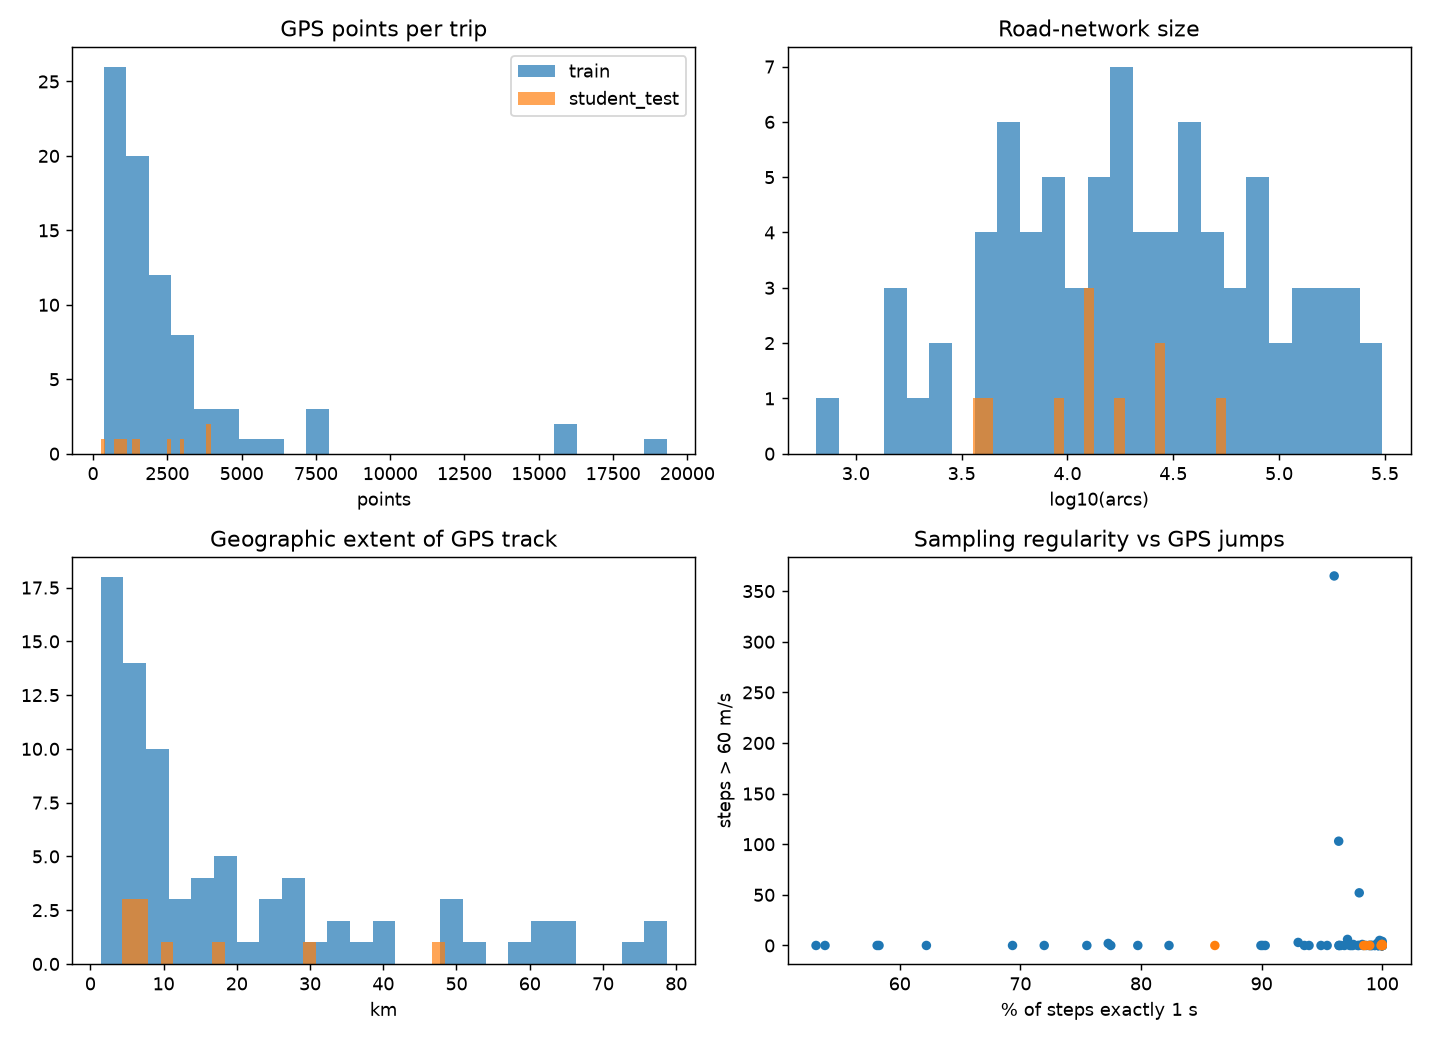 GPS points per trip
25
20
15
10
5
0
train
student_test
0 2500 5000 7500 10000 12500 15000 17500 20000
points
Road-network size
7
6
5
4
3
2
1
0
3.0 3.5 4.0 4.5 5.0 5.5
log10(arcs)
Geographic extent of GPS track
17.5
15.0
12.5
10.0
7.5
5.0
2.5
0.0
0 10 20 30 40 50 60 70 80
km
Sampling regularity vs GPS jumps
steps > 60 m/s
350
300
250
200
150
100
50
0
60 70 80 90 100
% of steps exactly 1 s